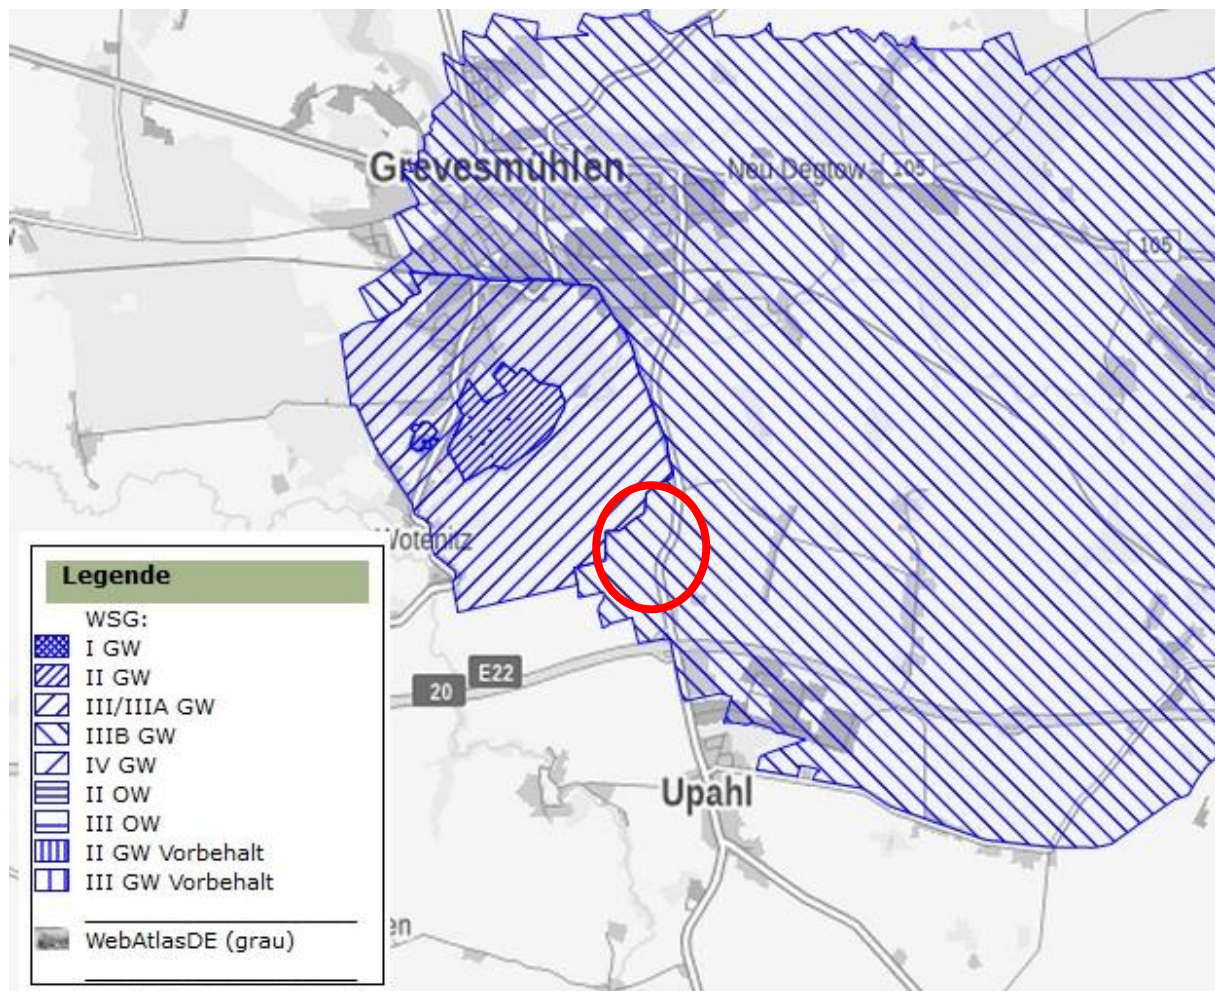 Grevesmühlen
Neu Degtow
105
105
Wotenitz
E22
20
Upahl
en
Legende
WSG:
I GW
II GW
III/IIIA GW
IIIB GW
IV GW
II OW
III OW
II GW Vorbehalt
III GW Vorbehalt
WebAtlasDE (grau)